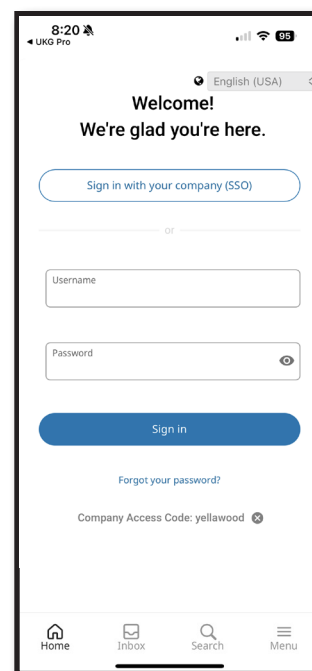 8:20
95
UKG Pro
English (USA)
Welcome!
We're glad you're here.
Sign in with your company (SSO)
or
Username
Password
Sign in
Forgot your password?
Company Access Code: yellawood
Home
Inbox
Search
Menu